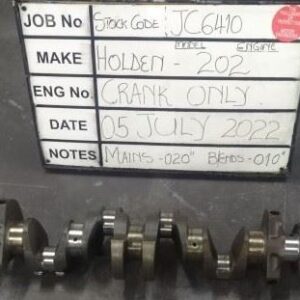 JOB No STOCK CODE: JC6410
MODEL ENGINE
MAKE HOLDEN - 202
ENG No CRANK ONLY.
DATE 05 JULY 2022
NOTES MAINS -.020" BLENDS -.010"